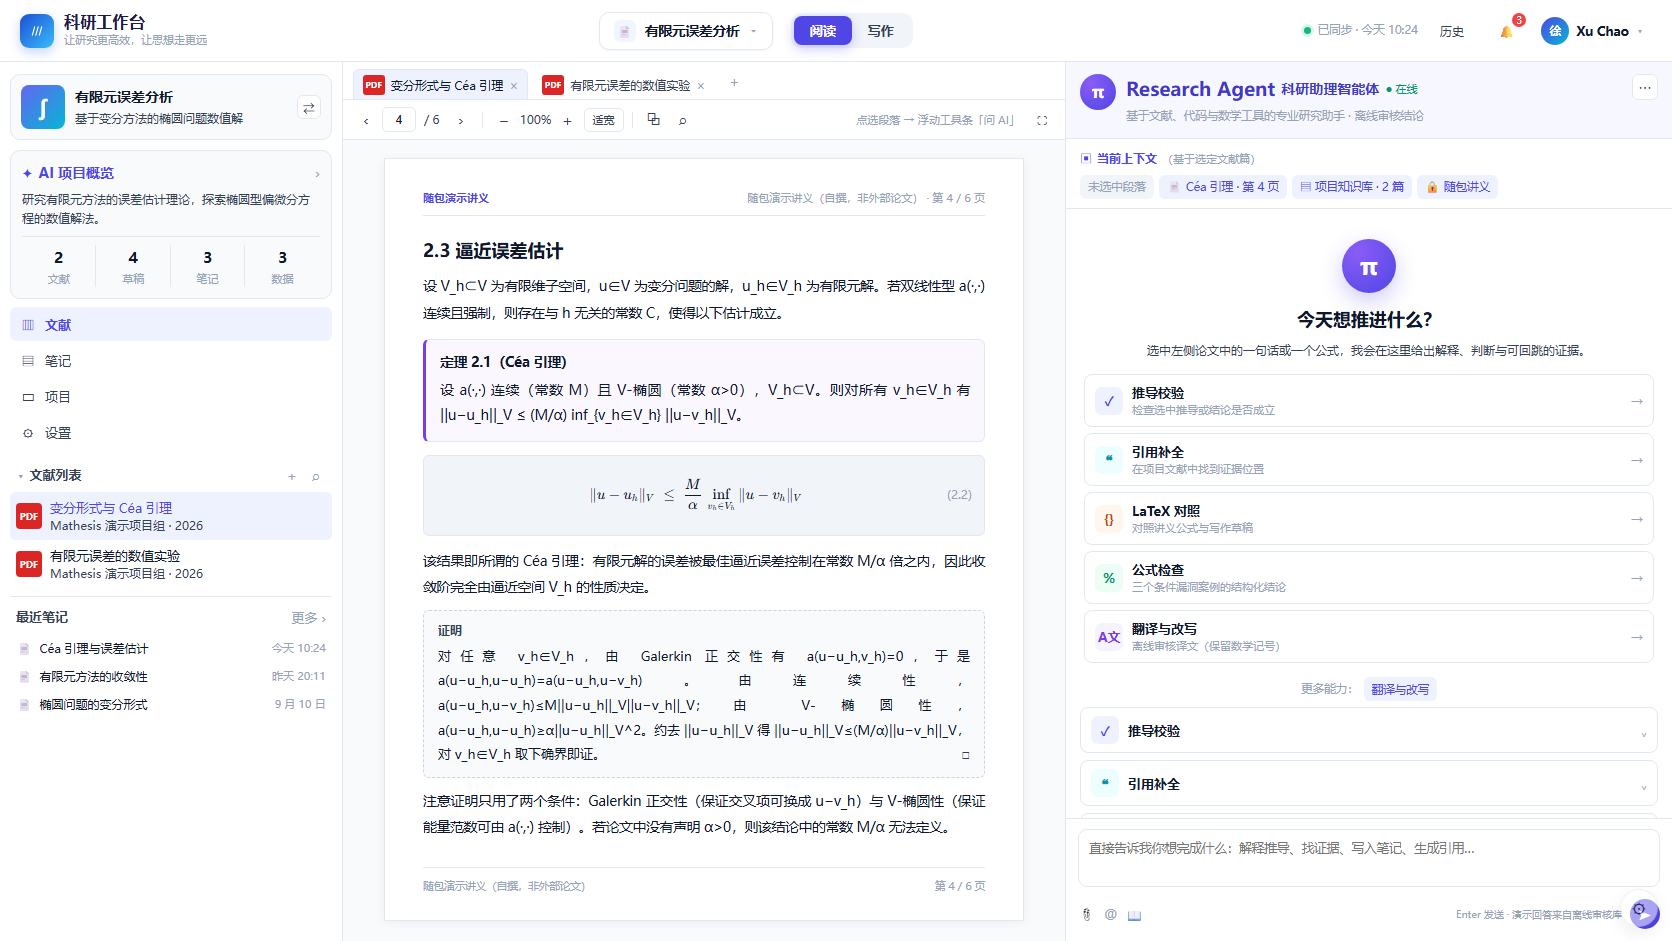 科研工作台
让研究更高效，让思想走更远
有限元误差分析
阅读
写作
已同步 · 今天 10:24
历史
3
徐
Xu Chao
有限元误差分析
基于变分方法的椭圆问题数值解
AI 项目概览
研究有限元方法的误差估计理论，探索椭圆型偏微分方
程的数值解法。
2
文献
4
草稿
3
笔记
3
数据
文献
笔记
项目
设置
文献列表
PDF
变分形式与 Céa 引理
Mathesis 演示项目组 · 2026
PDF
有限元误差的数值实验
Mathesis 演示项目组 · 2026
最近笔记
更多 ›
Céa 引理与误差估计
今天 10:24
有限元方法的收敛性
昨天 20:11
椭圆问题的变分形式
9 月 10 日
PDF 变分形式与 Céa 引理 ×
PDF 有限元误差的数值实验 ×
+
‹ 4 / 6 ›
− 100% +
适宽
点选段落 → 浮动工具条「问 AI」
随包演示讲义
随包演示讲义（自撰，非外部论文） · 第 4 / 6 页
2.3 逼近误差估计
设 V_h⊂V 为有限维子空间，u∈V 为变分问题的解，u_h∈V_h 为有限元解。若双线性型 a(·,·)
连续且强制，则存在与 h 无关的常数 C，使得以下估计成立。
定理 2.1（Céa 引理）
设 a(·,·) 连续（常数 M）且 V-椭圆（常数 α>0），V_h⊂V。则对所有 v_h∈V_h 有
||u−u_h||_V ≤ (M/α) inf_{v_h∈V_h} ||u−v_h||_V。
‖u − u_h‖_V ≤ M/α inf_{v_h∈V_h} ‖u − v_h‖_V
(2.2)
该结果即所谓的 Céa 引理：有限元解的误差被最佳逼近误差控制在常数 M/α 倍之内，因此收
敛阶完全由逼近空间 V_h 的性质决定。
证明
对任意 v_h∈V_h，由 Galerkin 正交性有 a(u−u_h,v_h)=0，于是
a(u−u_h,u−u_h)=a(u−u_h,u−v_h) 。 由 连 续 性 ，
a(u−u_h,u−v_h)≤M||u−u_h||_V||u−v_h||_V; 由 V- 椭 圆 性 ，
a(u−u_h,u−u_h)≥α||u−u_h||_V^2。约去 ||u−u_h||_V 得 ||u−u_h||_V≤(M/α)||u−v_h||_V,
对 v_h∈V_h 取下确界即证。 □
注意证明只用了两个条件：Galerkin 正交性（保证交叉项可换成 u−v_h）与 V-椭圆性（保证
能量范数可由 a(·,·) 控制）。若论文中没有声明 α>0，则该结论中的常数 M/α 无法定义。
随包演示讲义（自撰，非外部论文）
第 4 / 6 页
π
Research Agent 科研助理智能体 ● 在线
基于文献、代码与数学工具的专业研究助手 · 离线审核结论
当前上下文 （基于选定文献篇）
未选中段落
Céa 引理 · 第 4 页
项目知识库 · 2 篇
随包讲义
π
今天想推进什么？
选中左侧论文中的一句话或一个公式，我会在这里给出解释、判断与可回跳的证据。
✓
推导校验
检查选中推导或结论是否成立
→
❝
引用补全
在项目文献中找到证据位置
→
{}
LaTeX 对照
对照讲义公式与写作草稿
→
%
公式检查
三个条件漏洞案例的结构化结论
→
A文
翻译与改写
离线审核译文（保留数学记号）
→
更多能力：
翻译与改写
✓ 推导校验
❝ 引用补全
直接告诉我你想完成什么：解释推导、找证据、写入笔记、生成引用...
@
Enter 发送 · 演示回答来自离线审核库